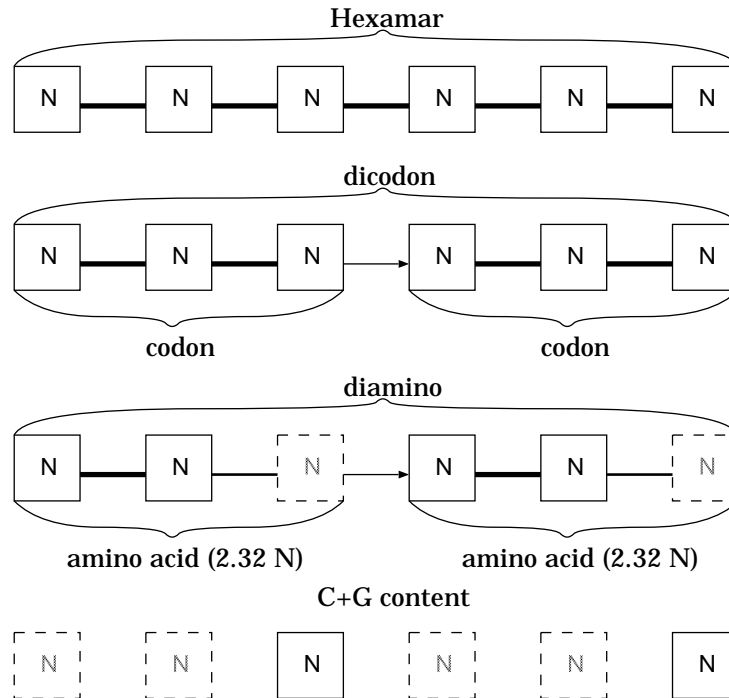 Hexamar
N N N N N N
dicodon
N N N N N N
codon codon
diamino
N N N N N N
amino acid (2.32 N) amino acid (2.32 N)
C+G content
N N N N N N